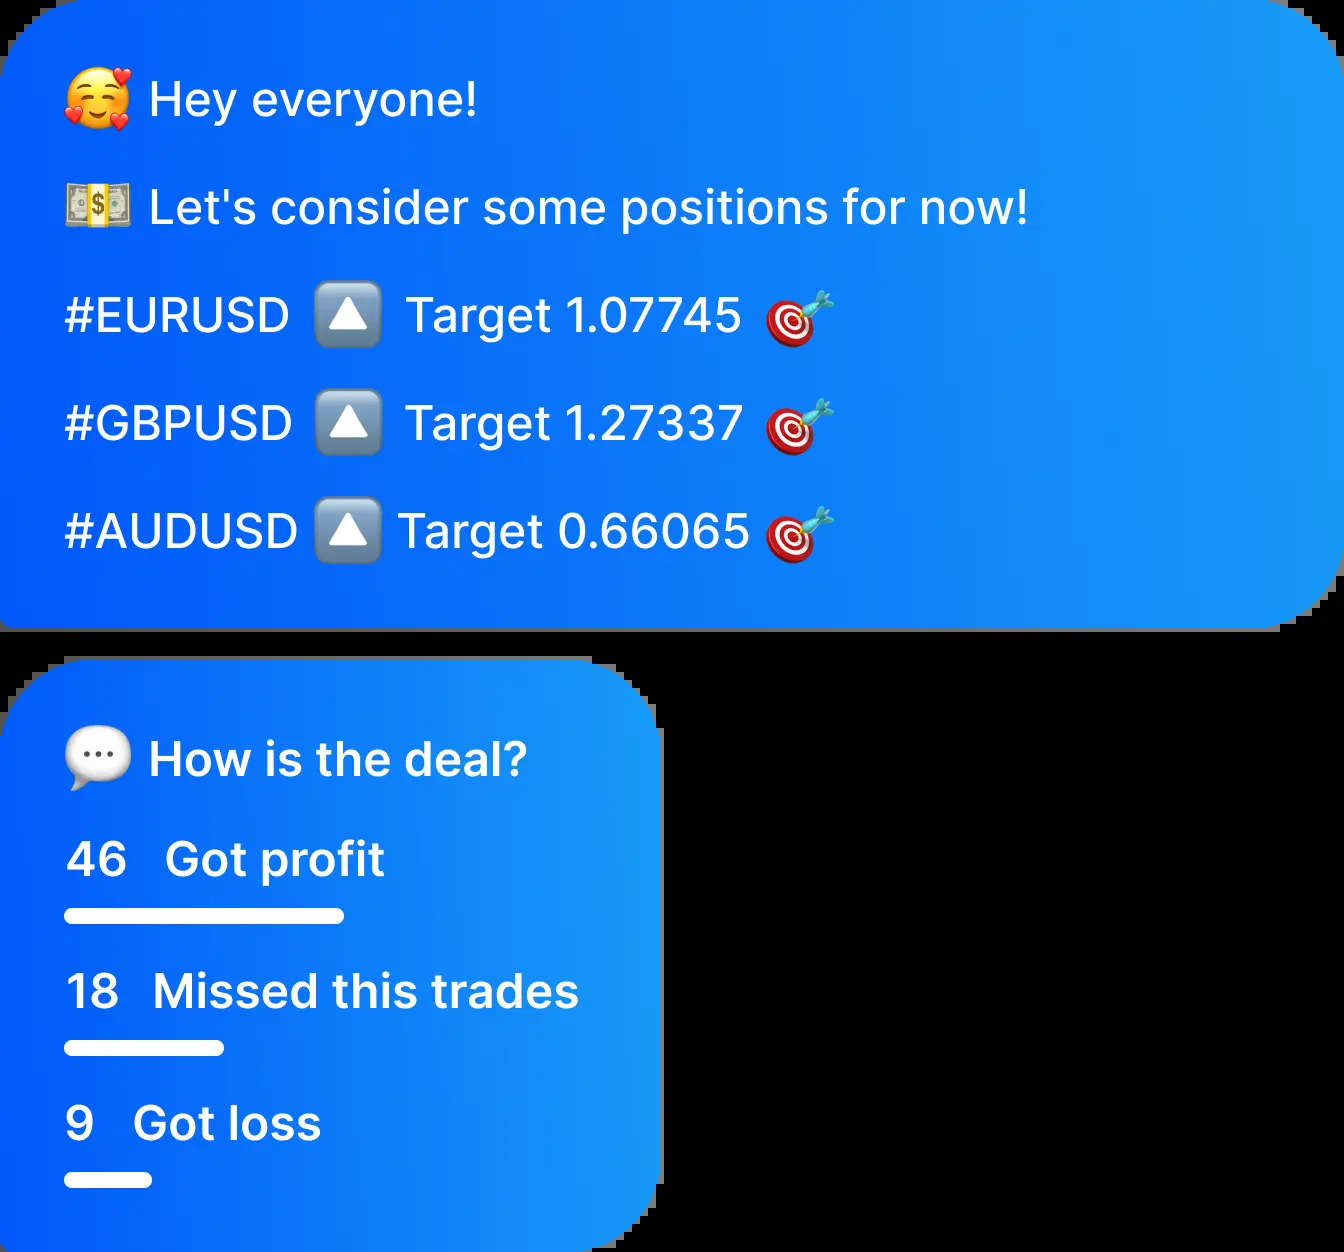 🥰 Hey everyone!
💵 Let's consider some positions for now!
#EURUSD 🔼 Target 1.07745 🎯
#GBPUSD 🔼 Target 1.27337 🎯
#AUDUSD 🔼 Target 0.66065 🎯
💬 How is the deal?
46 Got profit
18 Missed this trades
9 Got loss